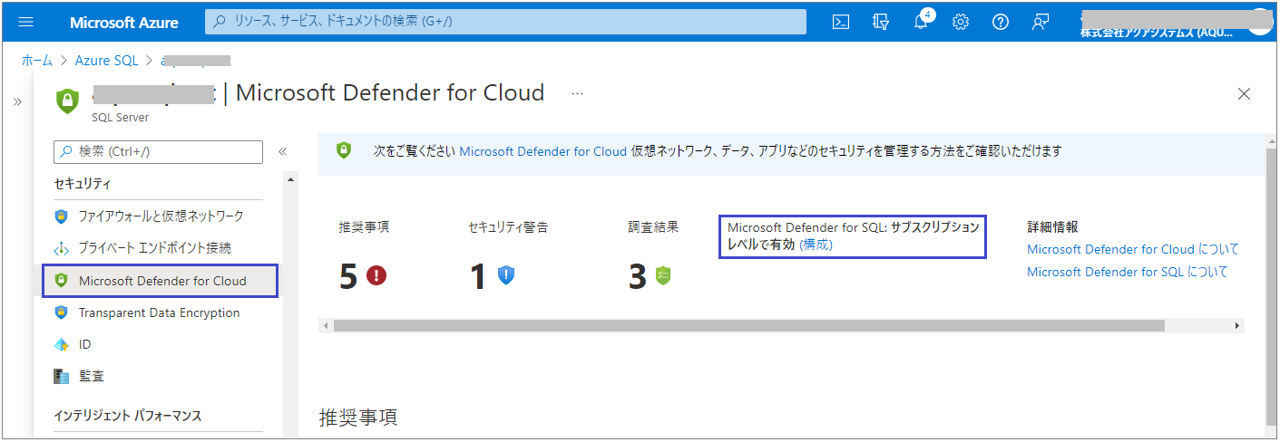 Microsoft Azure
リソース、サービス、ドキュメントの検索 (G+/)
4
株式会社アクアシステムズ (AQU...
ホーム > Azure SQL >
| Microsoft Defender for Cloud ...
SQL Server
検索 (Ctrl+/)
セキュリティ
ファイアウォールと仮想ネットワーク
プライベート エンドポイント接続
Microsoft Defender for Cloud
Transparent Data Encryption
ID
監査
インテリジェント パフォーマンス
次をご覧ください Microsoft Defender for Cloud 仮想ネットワーク、データ、アプリなどのセキュリティを管理する方法をご確認いただけます
推奨事項
5
セキュリティ警告
1
調査結果
3
Microsoft Defender for SQL: サブスクリプション
レベルで有効 (構成)
詳細情報
Microsoft Defender for Cloud について
Microsoft Defender for SQL について
推奨事項